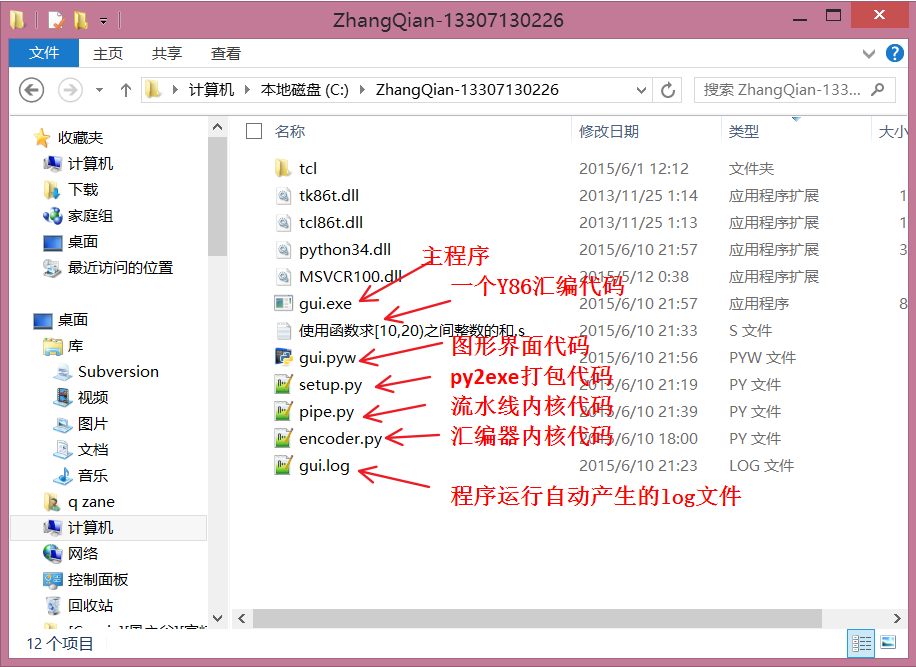 ZhangQian-13307130226
文件 主页 共享 查看
计算机 本地磁盘 (C:) ZhangQian-13307130226
搜索 ZhangQian-133...
收藏夹
计算机
下载
家庭组
桌面
最近访问的位置
桌面
库
Subversion
视频
图片
文档
音乐
q zane
计算机
网络
控制面板
回收站
名称 修改日期 类型 大小
tcl 2015/6/1 12:12 文件夹
tk86t.dll 2013/11/25 1:14 应用程序扩展 1
tcl86t.dll 2013/11/25 1:13 应用程序扩展 1
python34.dll 2015/6/10 21:57 应用程序扩展 3
主程序
MSVCR100.dll 2015/5/12 0:38 应用程序扩展
一个Y86汇编代码
gui.exe 2015/6/10 21:57 应用程序 8
使用函数求[10,20)之间整数的和.s 2015/6/10 21:33 S 文件
图形界面代码
gui.pyw 2015/6/10 21:56 PYW 文件
py2exe打包代码
setup.py 2015/6/10 21:19 PY 文件
流水线内核代码
pipe.py 2015/6/10 21:39 PY 文件
汇编器内核代码
encoder.py 2015/6/10 18:00 PY 文件
gui.log 2015/6/10 21:23 LOG 文件
程序运行自动产生的log文件
12 个项目